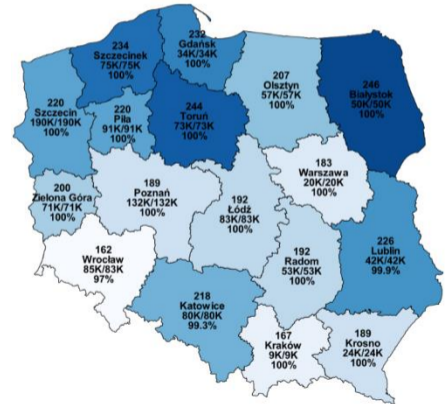 232
Gdańsk
34K/34K
100%
234
Szczecinek
75K/75K
100%
207
Olsztyn
57K/57K
100%
246
Białystok
50K/50K
100%
220
Szczecin
190K/190K
100%
220
Piła
91K/91K
100%
244
Toruń
73K/73K
100%
183
Warszawa
20K/20K
100%
200
Zielona Góra
71K/71K
100%
189
Poznań
132K/132K
100%
192
Łódź
83K/83K
100%
162
Wrocław
85K/83K
97%
192
Radom
53K/53K
100%
226
Lublin
42K/42K
99.9%
218
Katowice
80K/80K
99.3%
167
Kraków
9K/9K
100%
189
Krosno
24K/24K
100%